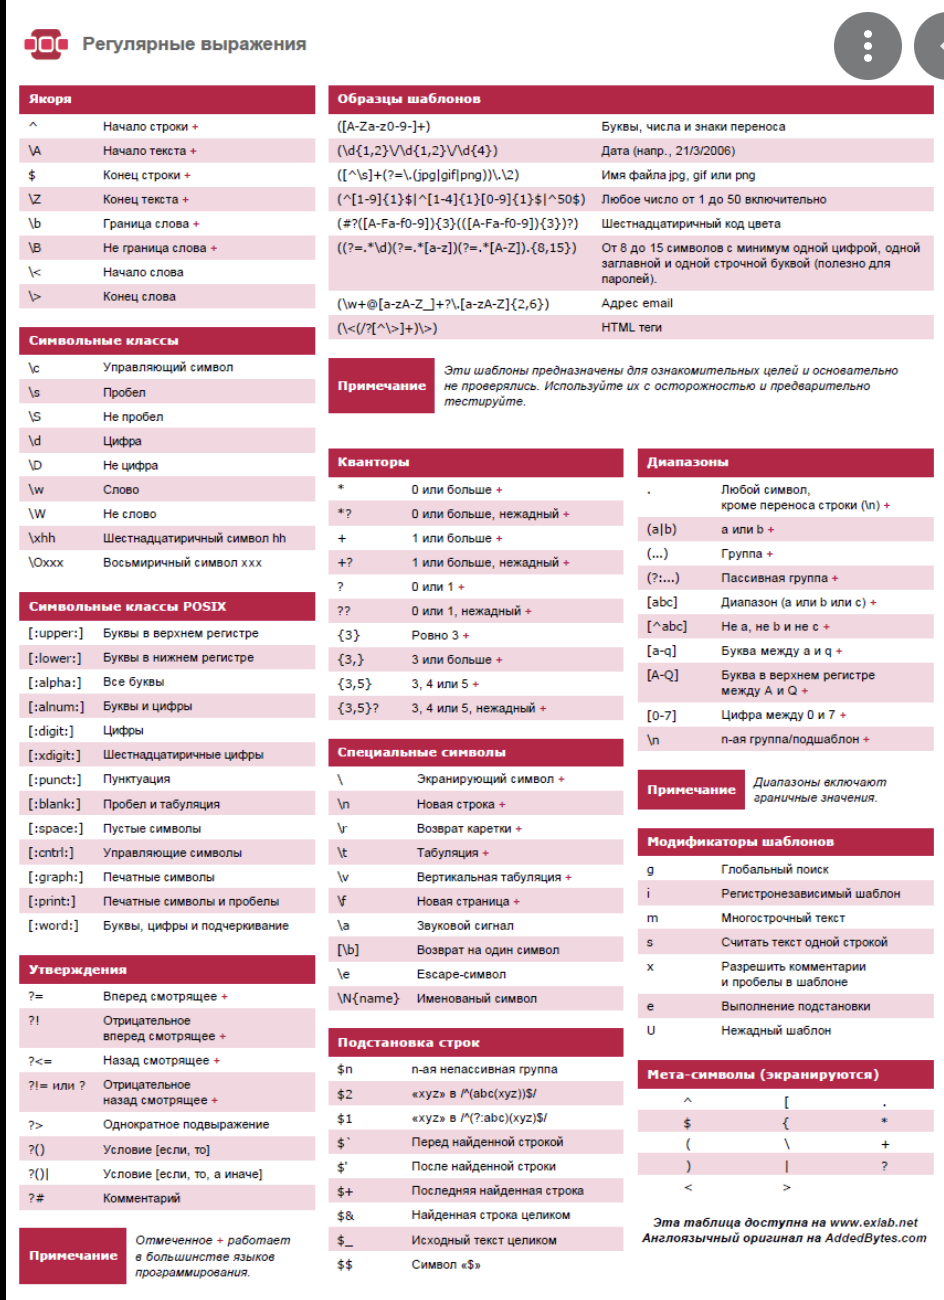 Регулярные выражения
Якоря
^ Начало строки +
\A Начало текста +
$ Конец строки +
\Z Конец текста +
\b Граница слова +
\B Не граница слова +
\< Начало слова
\> Конец слова
Символьные классы
\c Управляющий символ
\s Пробел
\S Не пробел
\d Цифра
\D Не цифра
\w Слово
\W Не слово
\xhh Шестнадцатиричный символ hh
\Oxxx Восьмиричный символ xxx
Символьные классы POSIX
[:upper:] Буквы в верхнем регистре
[:lower:] Буквы в нижнем регистре
[:alpha:] Все буквы
[:alnum:] Буквы и цифры
[:digit:] Цифры
[:xdigit:] Шестнадцатиричные цифры
[:punct:] Пунктуация
[:blank:] Пробел и табуляция
[:space:] Пустые символы
[:cntrl:] Управляющие символы
[:graph:] Печатные символы
[:print:] Печатные символы и пробелы
[:word:] Буквы, цифры и подчеркивание
Утверждения
?= Вперед смотрящее +
?! Отрицательное
вперед смотрящее +
?<= Назад смотрящее +
?!= или ? Отрицательное
назад смотрящее +
?> Однократное подвыражение
?() Условие [если, то]
?()| Условие [если, то, а иначе]
?# Комментарий
Примечание
Отмеченное + работает
в большинстве языков
программирования.
Образцы шаблонов
([A-Za-z0-9-]+) Буквы, числа и знаки переноса
(\d{1,2}\/\d{1,2}\/\d{4}) Дата (напр., 21/3/2006)
([^\s]+(?=\.(jpg|gif|png))\.\2) Имя файла jpg, gif или png
(^[1-9]{1}$|^[1-4]{1}[0-9]{1}$|^50$) Любое число от 1 до 50 включительно
(#?([A-Fa-f0-9]){3}(([A-Fa-f0-9]){3})?) Шестнадцатиричный код цвета
((?=.*\d)(?=.*[a-z])(?=.*[A-Z]).{8,15}) От 8 до 15 символов с минимум одной цифрой, одной
заглавной и одной строчной буквой (полезно для
паролей).
(\w+@[a-zA-Z_]+?\.[a-zA-Z]{2,6}) Адрес email
(\<(/?[^\>]+)\>) HTML теги
Примечание
Эти шаблоны предназначены для ознакомительных целей и основательно
не проверялись. Используйте их с осторожностью и предварительно
тестируйте.
Кванторы
* 0 или больше +
*? 0 или больше, нежадный +
+ 1 или больше +
+? 1 или больше, нежадный +
? 0 или 1 +
?? 0 или 1, нежадный +
{3} Ровно 3 +
{3,} 3 или больше +
{3,5} 3, 4 или 5 +
{3,5}? 3, 4 или 5, нежадный +
Специальные символы
\ Экранирующий символ +
\n Новая строка +
\r Возврат каретки +
\t Табуляция +
\v Вертикальная табуляция +
\f Новая страница +
\a Звуковой сигнал
[\b] Возврат на один символ
\e Escape-символ
\N{name} Именованый символ
Подстановка строк
$n n-ая непассивная группа
$2 «xyz» в /^(abc(xyz))$/
$1 «xyz» в /^(?:abc)(xyz)$/
$` Перед найденной строкой
$' После найденной строки
$+ Последняя найденная строка
$& Найденная строка целиком
$_ Исходный текст целиком
$$ Символ «$»
Диапазоны
. Любой символ,
кроме переноса строки (\n) +
(a|b) a или b +
(...) Группа +
(?:...) Пассивная группа +
[abc] Диапазон (a или b или c) +
[^abc] Не a, не b и не c +
[a-q] Буква между a и q +
[A-Q] Буква в верхнем регистре
между A и Q +
[0-7] Цифра между 0 и 7 +
\n n-ая группа/подшаблон +
Примечание
Диапазоны включают
граничные значения.
Модификаторы шаблонов
g Глобальный поиск
i Регистронезависимый шаблон
m Многострочный текст
s Считать текст одной строкой
x Разрешить комментарии
и пробелы в шаблоне
e Выполнение подстановки
U Нежадный шаблон
Мета-символы (экранируются)
^ [ .
$ { *
( \ +
) | ?
< >
Эта таблица доступна на www.exlab.net
Англоязычный оригинал на AddedBytes.com